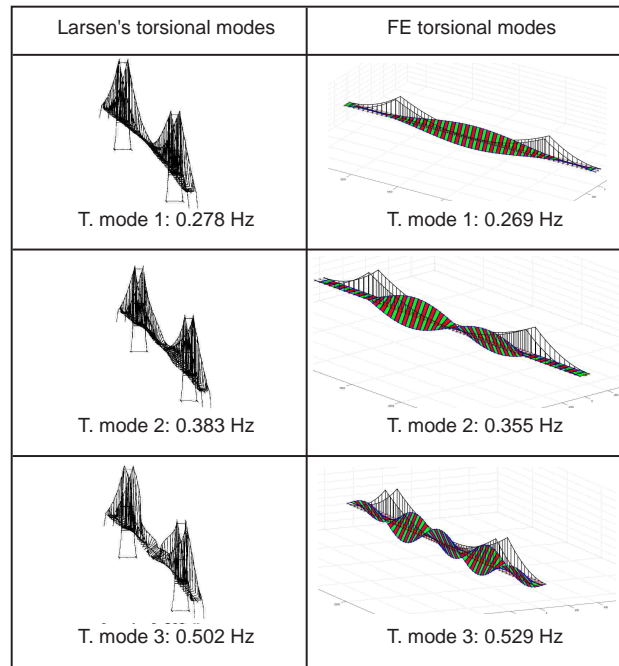 Larsen's torsional modes
FE torsional modes
T. mode 1: 0.278 Hz
T. mode 1: 0.269 Hz
T. mode 2: 0.383 Hz
T. mode 2: 0.355 Hz
T. mode 3: 0.502 Hz
T. mode 3: 0.529 Hz